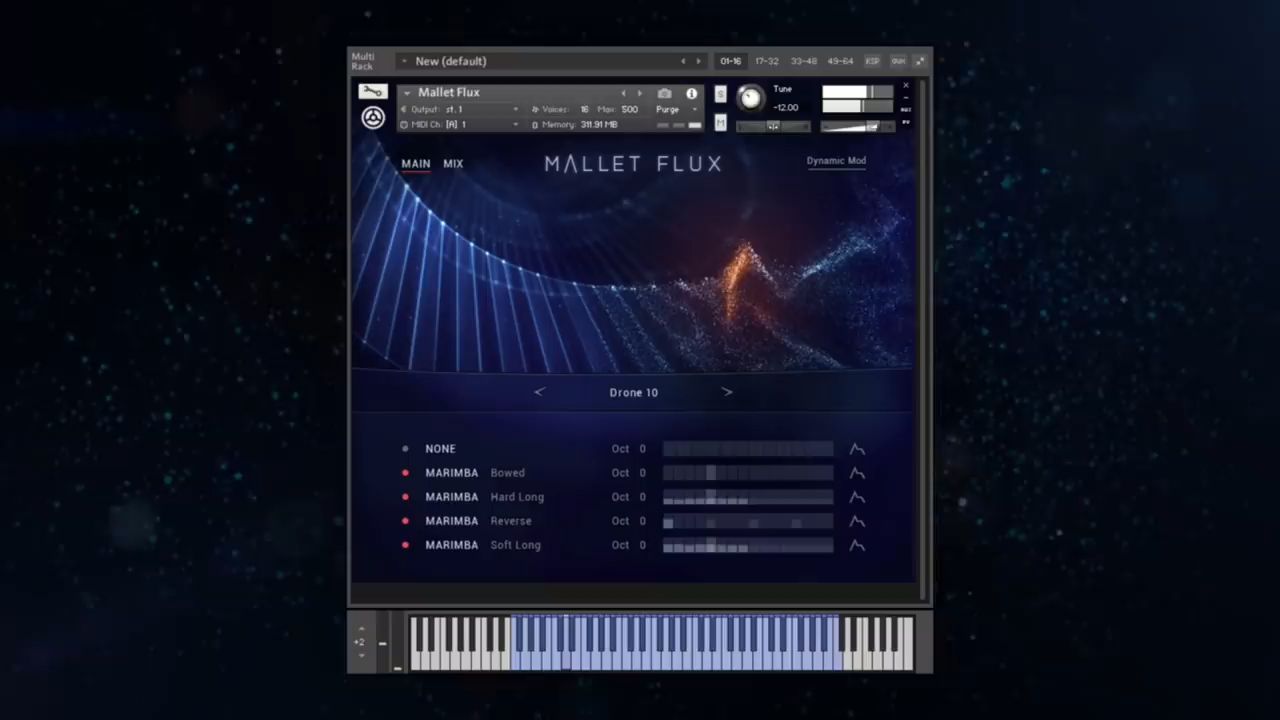 Multi Rack
New (default)
01-16 17-32 33-48 49-64 KSP
Mallet Flux
Output: st. 1 Voices: 16 Max: 500 Purge
MIDI Ch: [A] 1 Memory: 311.91 MB
S
M
Tune
-12.00
MAIN MIX
MALLET FLUX
Dynamic Mod
< Drone 10 >
NONE Oct 0
MARIMBA Bowed Oct 0
MARIMBA Hard Long Oct 0
MARIMBA Reverse Oct 0
MARIMBA Soft Long Oct 0
+2